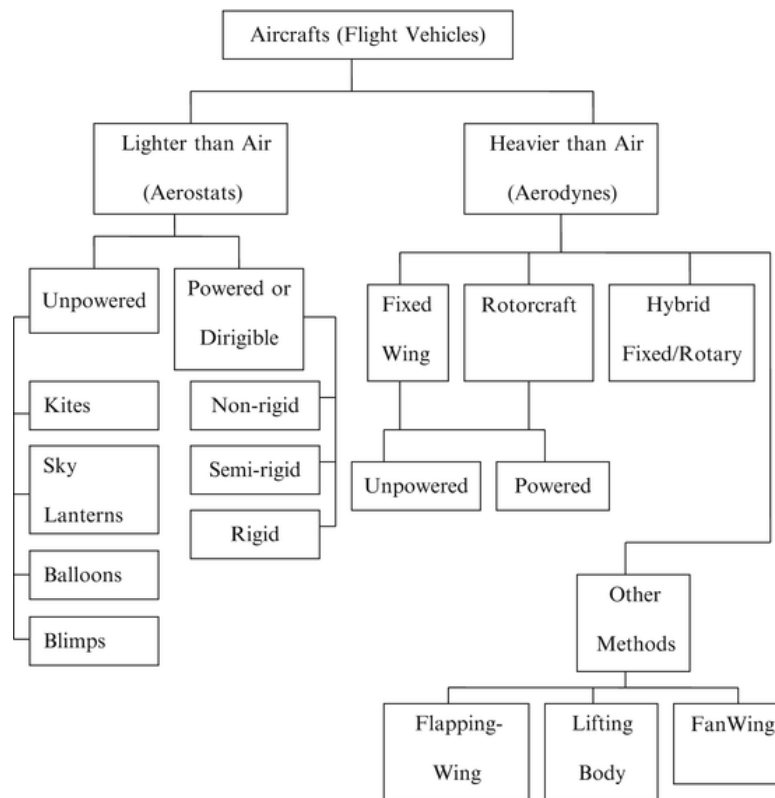 Aircrafts (Flight Vehicles)
Lighter than Air
(Aerostats)
Heavier than Air
(Aerodynes)
Unpowered
Powered or
Dirigible
Fixed
Wing
Rotorcraft
Hybrid
Fixed/Rotary
Kites
Sky
Lanterns
Balloons
Blimps
Non-rigid
Semi-rigid
Rigid
Unpowered
Powered
Other
Methods
Flapping-
Wing
Lifting
Body
FanWing